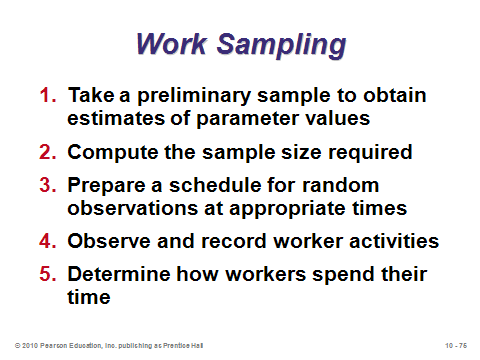 Work Sampling
1. Take a preliminary sample to obtain
estimates of parameter values
2. Compute the sample size required
3. Prepare a schedule for random
observations at appropriate times
4. Observe and record worker activities
5. Determine how workers spend their
time
© 2010 Pearson Education, Inc. publishing as Prentice Hall
10 - 75